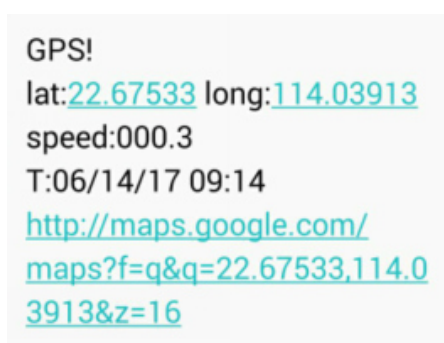 GPS!
lat:22.67533 long:114.03913
speed:000.3
T:06/14/17 09:14
http://maps.google.com/
maps?f=q&q=22.67533,114.0
3913&z=16